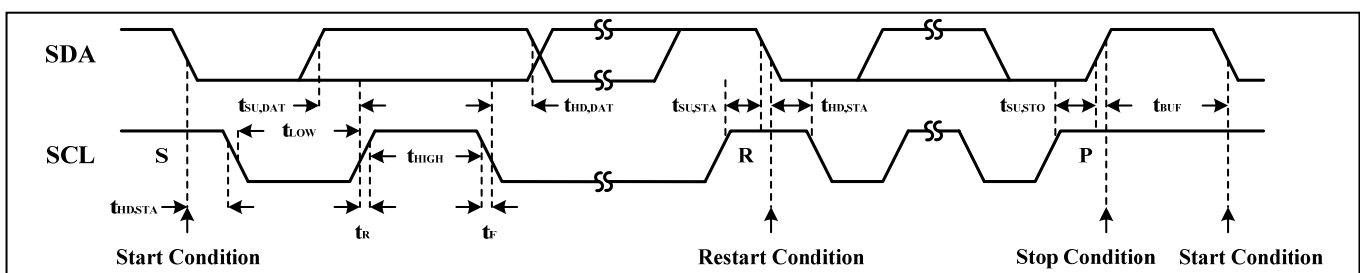 SDA
tSU,DAT tHD,DAT tSU,STA tHD,STA tSU,STO tBUF
tLOW
SCL S tHIGH R P
tHD,STA
tR tF
Start Condition Restart Condition Stop Condition Start Condition